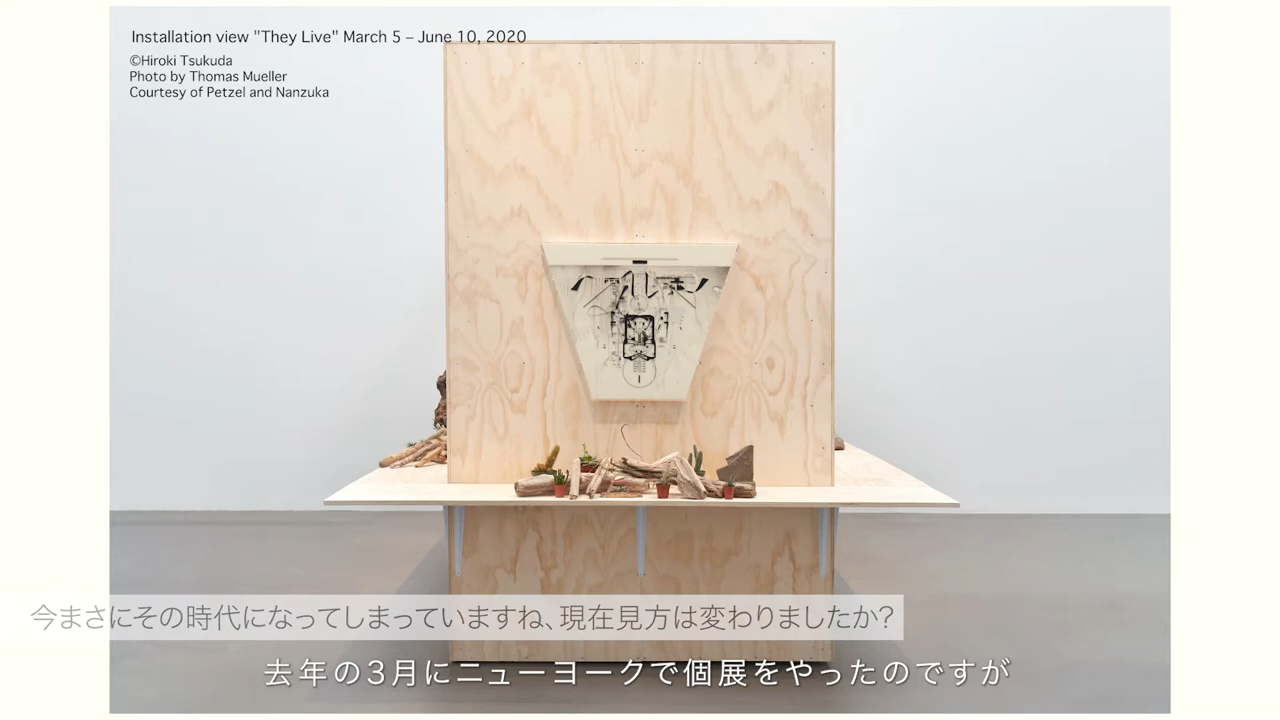 Installation view "They Live" March 5 – June 10, 2020
©Hiroki Tsukuda
Photo by Thomas Mueller
Courtesy of Petzel and Nanzuka
今まさにその時代になってしまっていますね、現在見方は変わりましたか?
去年の3月にニューヨークで個展をやったのですが